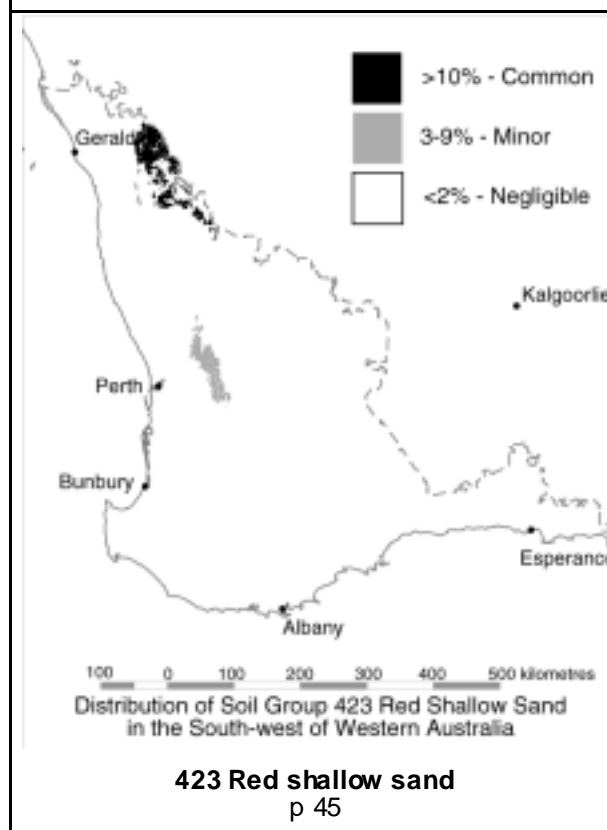 >10% - Common
3-9% - Minor
<2% - Negligible
Gerald
Kalgoorlie
Perth
Bunbury
Esperance
Albany
100 0 100 200 300 400 500 kilometres
Distribution of Soil Group 423 Red Shallow Sand
in the South-west of Western Australia
423 Red shallow sand
p 45